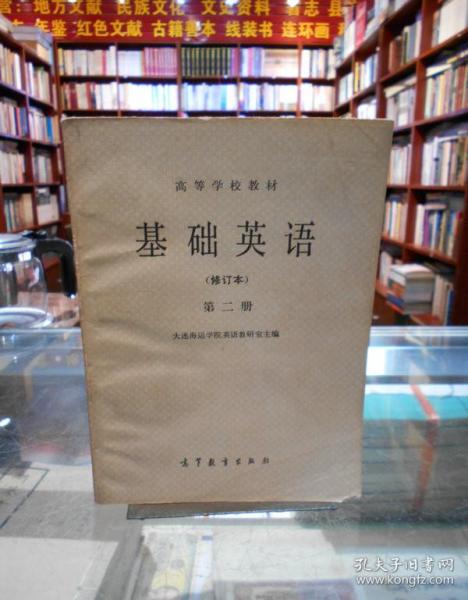 营：地方文献 民族文化 文史资料 省志 县
年鉴 红色文献 古籍善本 线装书 连环画
高等学校教材
基础英语
（修订本）
第二册
大连海运学院英语教研室主编
高等教育出版社
孔夫子旧书网
www.kongfz.com